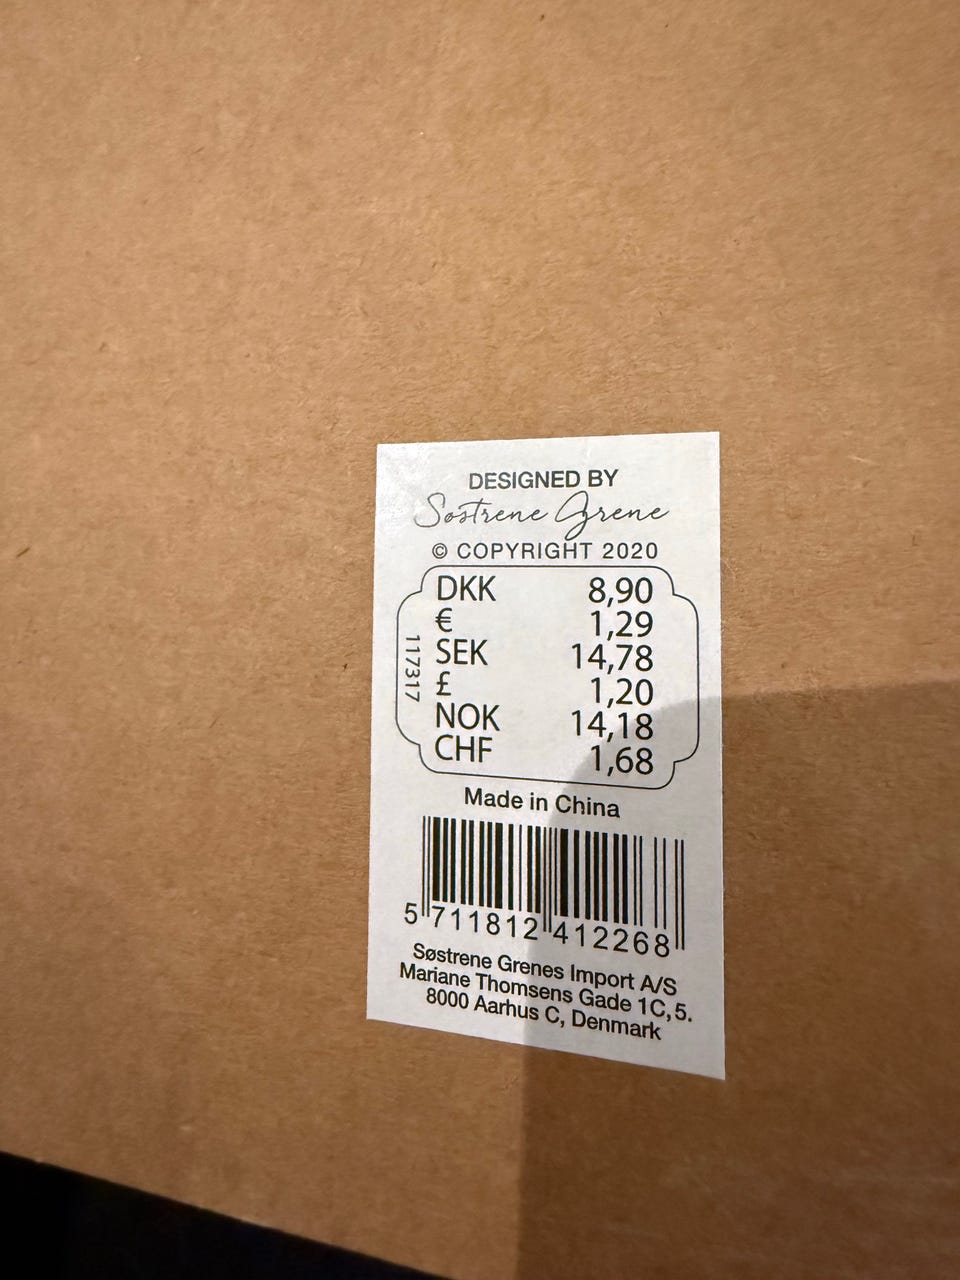 DESIGNED BY
Søstrene Grene
© COPYRIGHT 2020
DKK 8,90
€ 1,29
SEK 14,78
£ 1,20
NOK 14,18
CHF 1,68
117317
Made in China
5 711812 412268
Søstrene Grenes Import A/S
Mariane Thomsens Gade 1C,5.
8000 Aarhus C, Denmark